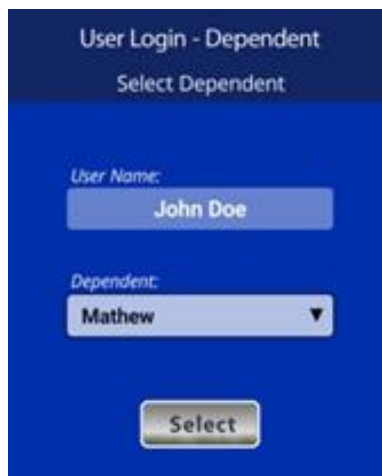 User Login - Dependent
Select Dependent
User Name:
John Doe
Dependent:
Mathew
Select